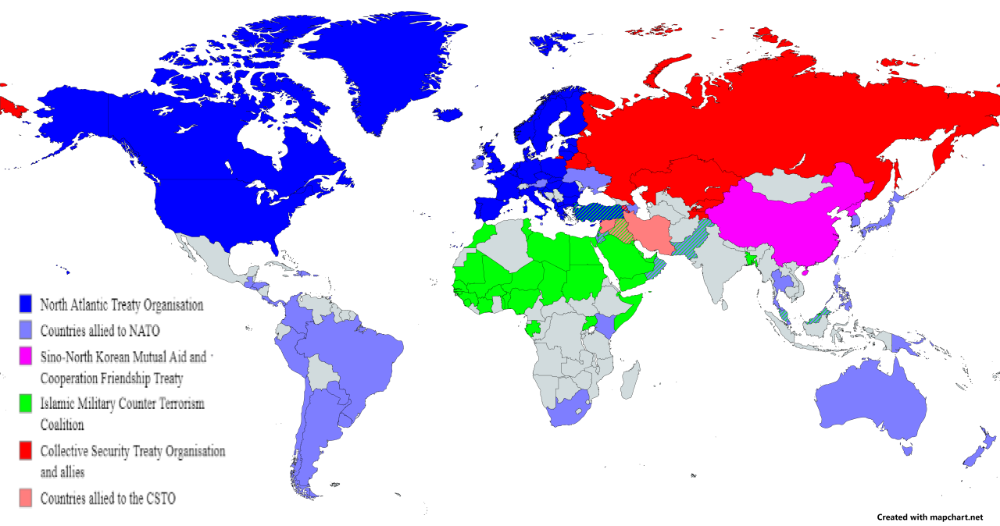 North Atlantic Treaty Organisation
Countries allied to NATO
Sino-North Korean Mutual Aid and
Cooperation Friendship Treaty
Islamic Military Counter Terrorism
Coalition
Collective Security Treaty Organisation
and allies
Countries allied to the CSTO
Created with mapchart.net